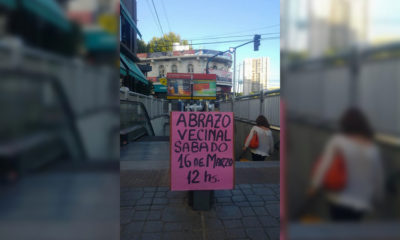 ABRAZO
VECINAL
SABADO
16 DE MARZO
12 hs.